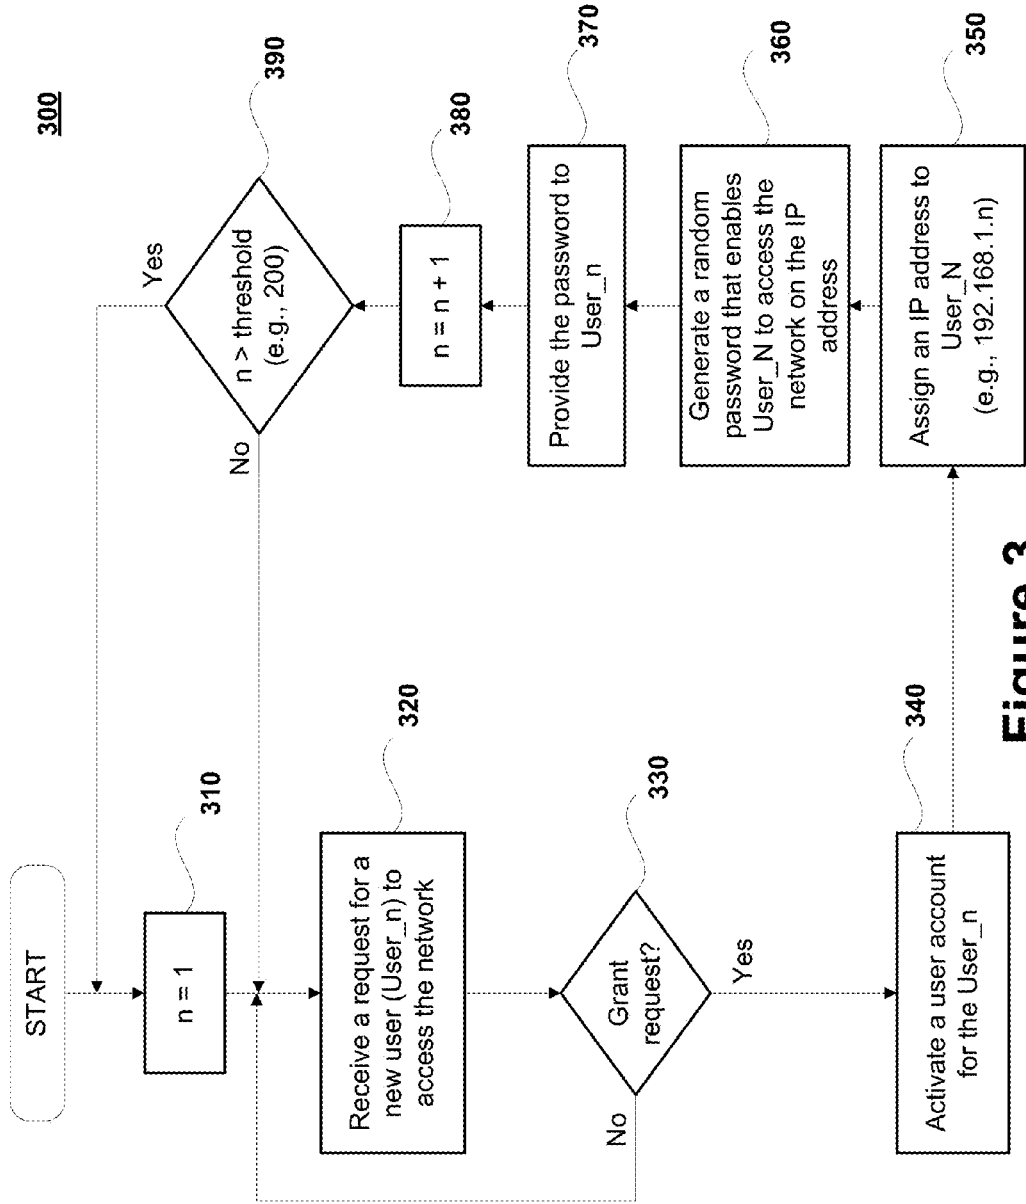 300
START
n = 1
310
Receive a request for a
new user (User_n) to
access the network
320
Grant
request?
330
No
Yes
Activate a user account
for the User_n
340
Assign an IP address to
User_N
(e.g., 192.168.1.n)
350
Generate a random
password that enables
User_N to access the
network on the IP
address
360
Provide the password to
User_n
370
n = n + 1
380
n > threshold
(e.g., 200)
390
No
Yes
Figure 3